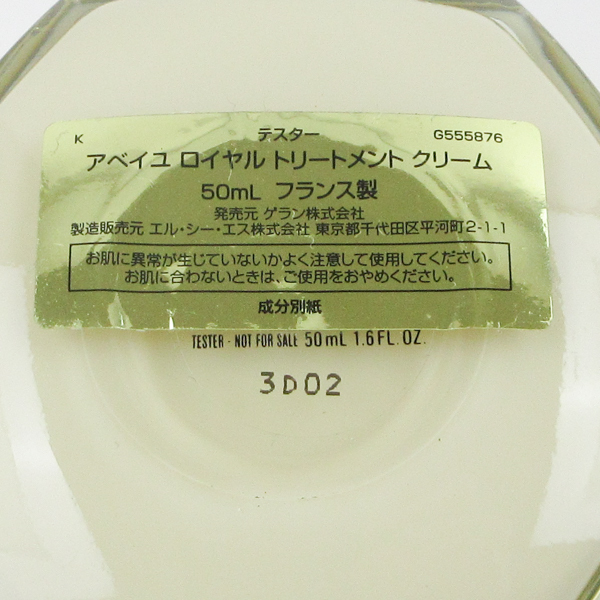 K テスター G555876
アベイユ ロイヤル トリートメント クリーム
50mL フランス製
発売元 ゲラン株式会社
製造販売元 エル・シー・エス株式会社 東京都千代田区平河町2-1-1
お肌に異常が生じていないかよく注意して使用してください。
お肌に合わないときは、ご使用をおやめください。
成分別紙
TESTER - NOT FOR SALE 50mL 1.6FL.OZ.
3D02